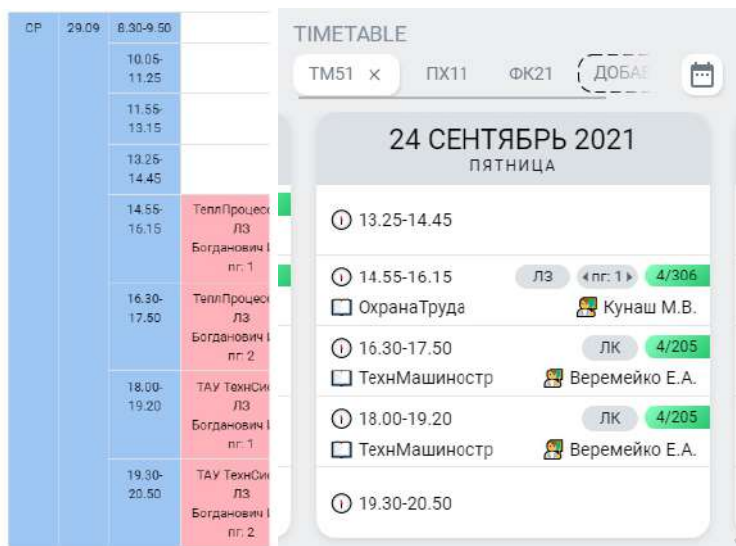 СР 29.09 8.30-9.50
10.05-
11.25
11.55-
13.15
13.25-
14.45
14.55-
16.15
ТеплПроцесс
ЛЗ
Богданович
пг: 1
16.30-
17.50
ТеплПроцесс
ЛЗ
Богданович
пг: 2
18.00-
19.20
ТАУ ТехнСи
ЛЗ
Богданович
пг: 1
19.30-
20.50
ТАУ ТехнСи
ЛЗ
Богданович
пг: 2
TIMETABLE
ТМ51 × ПХ11 ФК21 ДОБА
24 СЕНТЯБРЬ 2021
ПЯТНИЦА
13.25-14.45
14.55-16.15 ЛЗ пг: 1 4/306
ОхранаТруда Кунаш М.В.
16.30-17.50 ЛК 4/205
ТехнМашиностр Веремейко Е.А.
18.00-19.20 ЛК 4/205
ТехнМашиностр Веремейко Е.А.
19.30-20.50